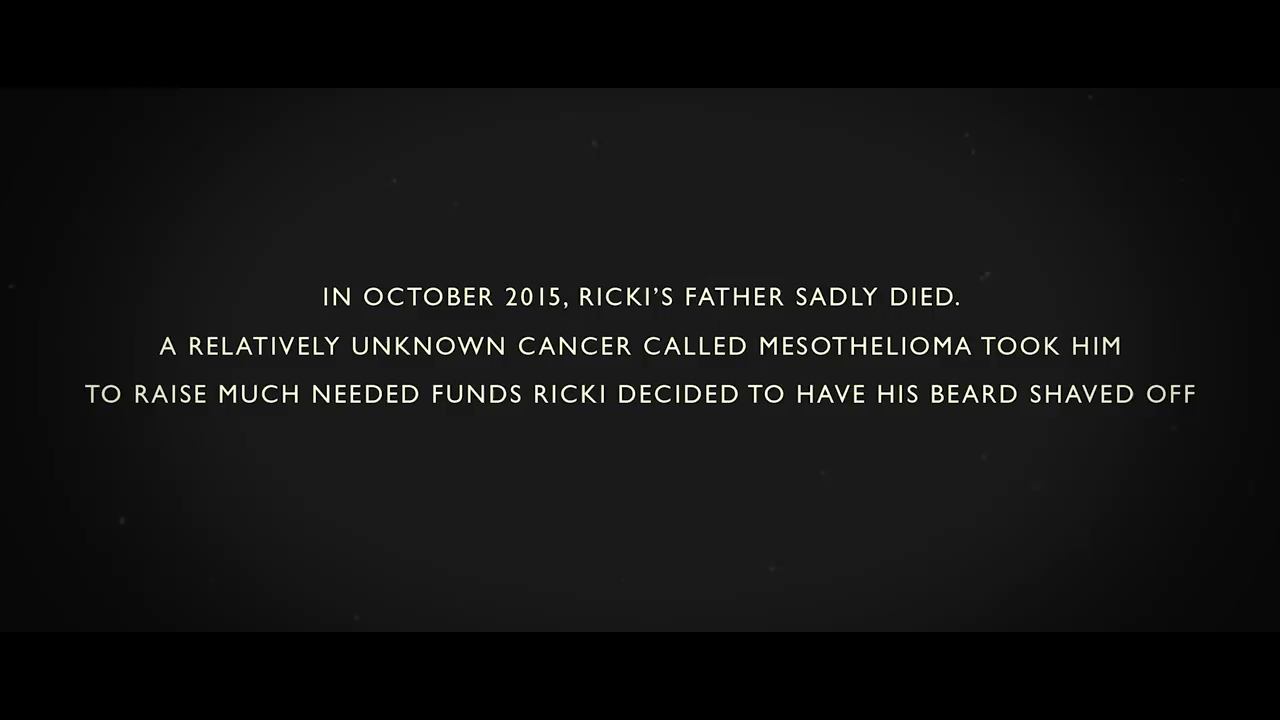 IN OCTOBER 2015, RICKI'S FATHER SADLY DIED.
A RELATIVELY UNKNOWN CANCER CALLED MESOTHELIOMA TOOK HIM
TO RAISE MUCH NEEDED FUNDS RICKI DECIDED TO HAVE HIS BEARD SHAVED OFF